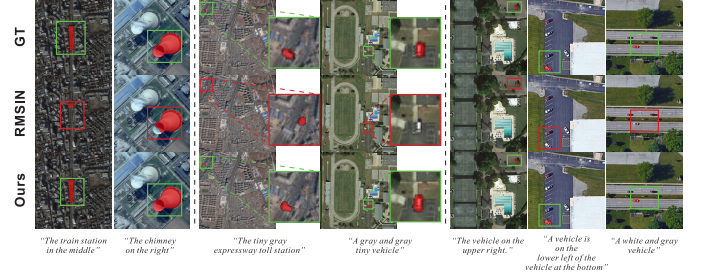 GT
RMSIN
Ours
"The train station
in the middle"
"The chimney
on the right"
"The tiny gray
expressway toll station"
"A gray and gray
tiny vehicle"
"The vehicle on the
upper right."
"A vehicle is
on the
lower left of the
vehicle at the bottom"
"A white and gray
vehicle"